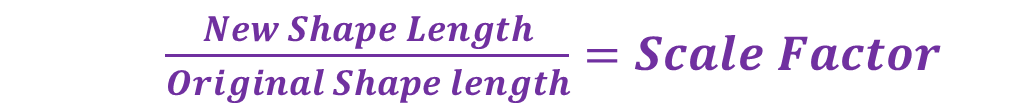 New Shape Length
Original Shape length = Scale Factor